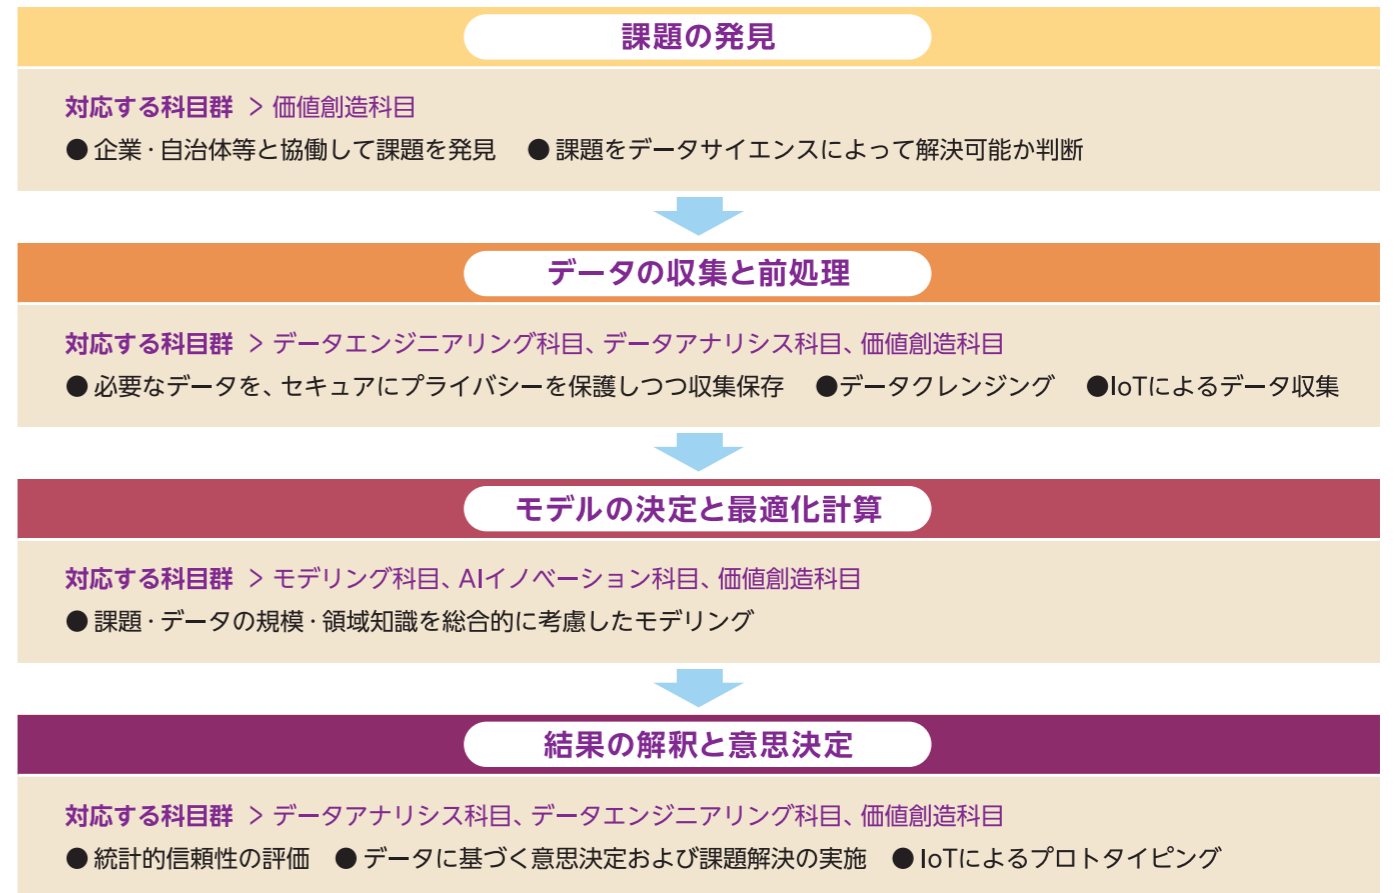 課題の発見
対応する科目群 > 価値創造科目
● 企業・自治体等と協働して課題を発見 ● 課題をデータサイエンスによって解決可能か判断
データの収集と前処理
対応する科目群 > データエンジニアリング科目、データアナリシス科目、価値創造科目
● 必要なデータを、セキュアにプライバシーを保護しつつ収集保存 ●データクレンジング ●IoTによるデータ収集
モデルの決定と最適化計算
対応する科目群 > モデリング科目、AIイノベーション科目、価値創造科目
● 課題・データの規模・領域知識を総合的に考慮したモデリング
結果の解釈と意思決定
対応する科目群 > データアナリシス科目、データエンジニアリング科目、価値創造科目
● 統計的信頼性の評価 ● データに基づく意思決定および課題解決の実施 ● IoTによるプロトタイピング